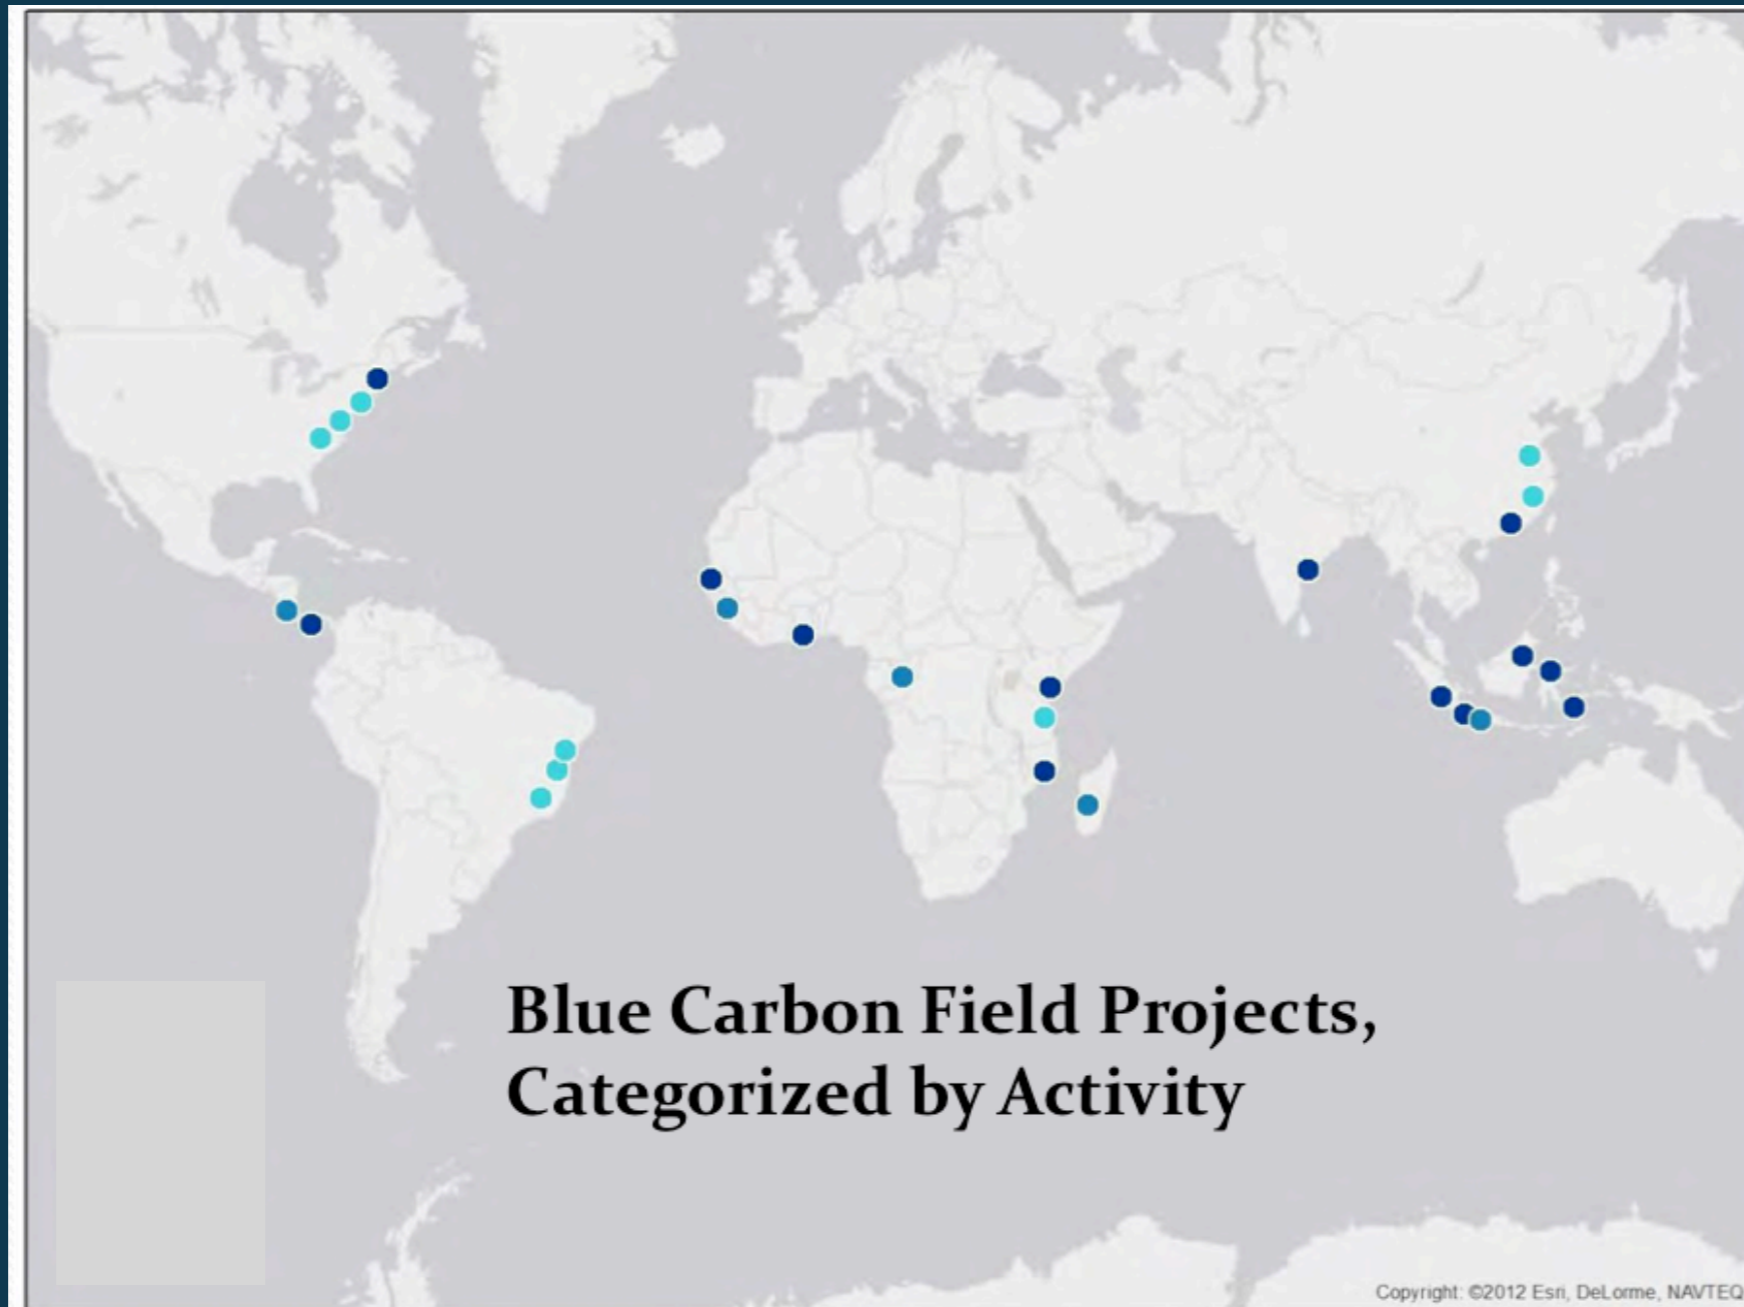 Blue Carbon Field Projects,
Categorized by Activity
Copyright: ©2012 Esri, DeLorme, NAVTEQ